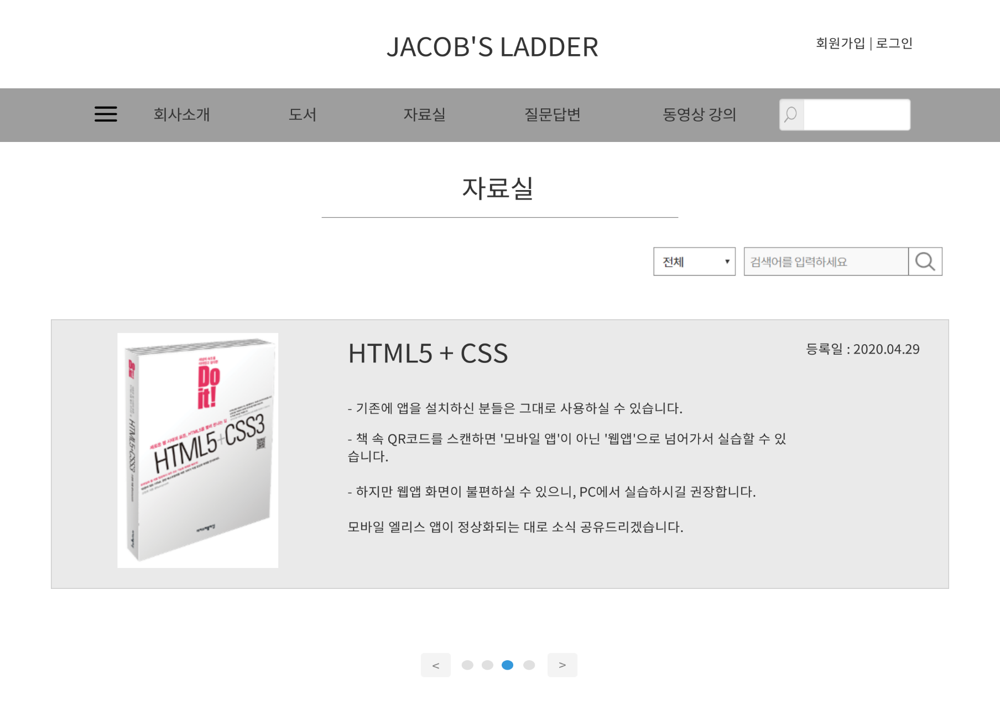 JACOB'S LADDER
회원가입 | 로그인
회사소개
도서
자료실
질문답변
동영상 강의
자료실
전체
검색어를 입력하세요
HTML5 + CSS
등록일 : 2020.04.29
Do
it!
HTML5+CSS3
Do
it!
HTML5+CSS3
- 기존에 앱을 설치하신 분들은 그대로 사용하실 수 있습니다.
- 책 속 QR코드를 스캔하면 '모바일 앱'이 아닌 '웹앱'으로 넘어가서 실습할 수 있
습니다.
- 하지만 웹앱 화면이 불편하실 수 있으니, PC에서 실습하시길 권장합니다.
모바일 엘리스 앱이 정상화되는 대로 소식 공유드리겠습니다.
< >